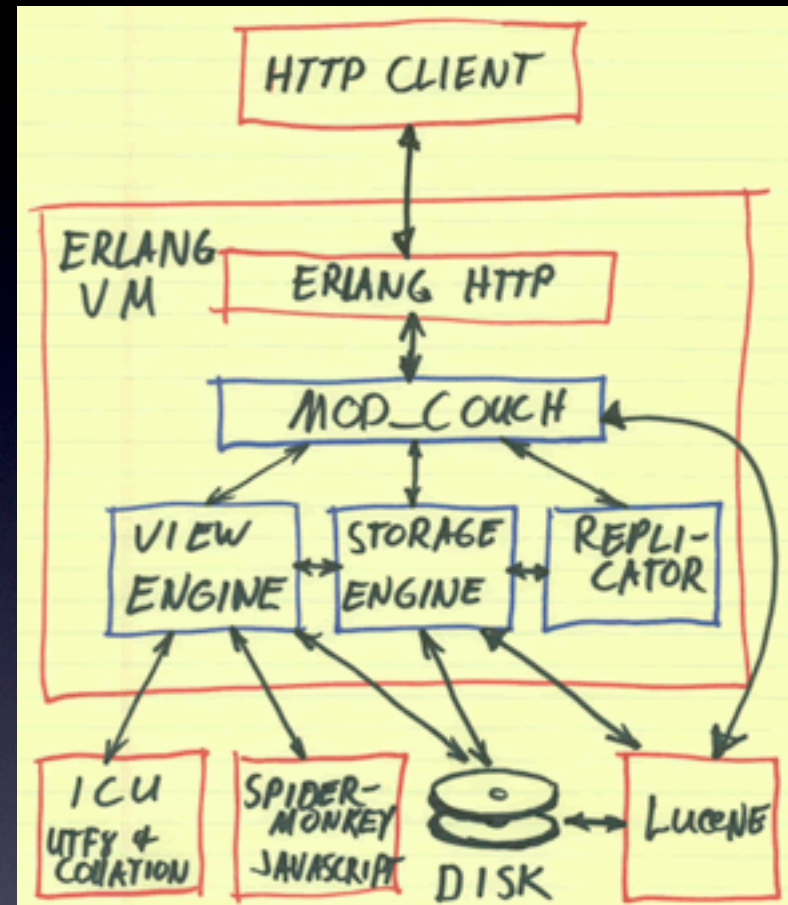 HTTP CLIENT
ERLANG
VM
ERLANG HTTP
MOD_COUCH
VIEW
ENGINE
STORAGE
ENGINE
REPLI-
CATOR
ICU
UTF8 &
COLLATION
SPIDER-
MONKEY
JAVASCRIPT
DISK
LUCENE